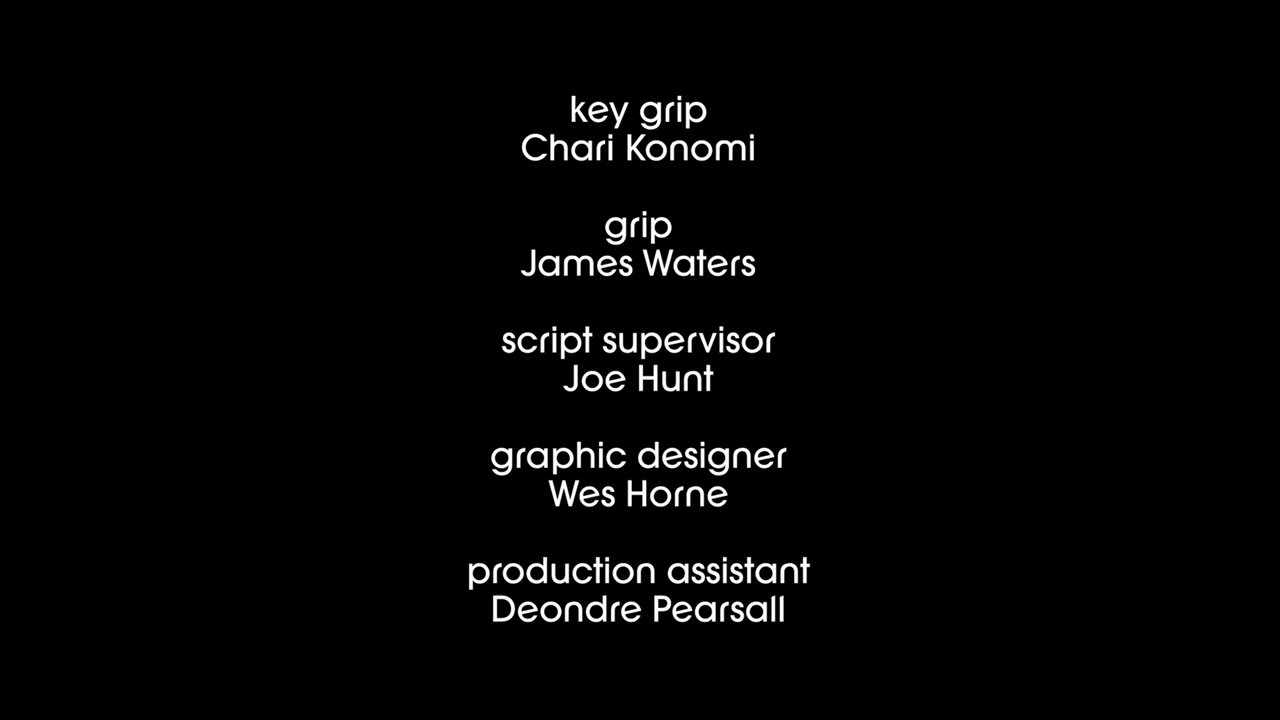 key grip
Chari Konomi
grip
James Waters
script supervisor
Joe Hunt
graphic designer
Wes Horne
production assistant
Deondre Pearsall